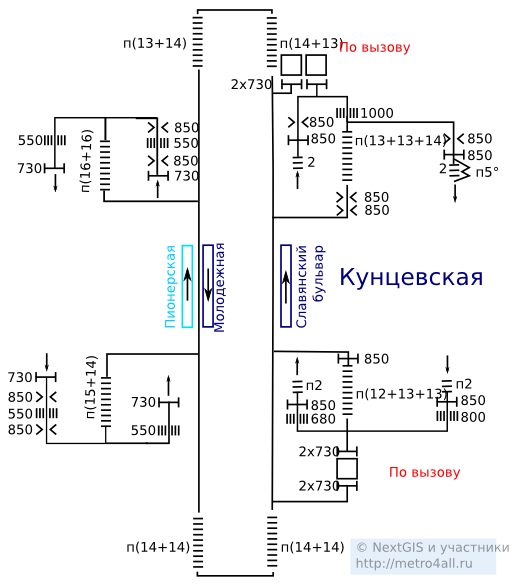 п(13+14)
п(14+13)
По вызову
2x730
1000
850
550
850
550
850
п(13+13+14)
850
850
850
730
730
2
2
п5°
п(16+16)
850
850
Пионерская
Молодежная
Славянский
бульвар
Кунцевская
850
730
850
550
850
п(15+14)
730
550
п2
850
680
п(12+13+13)
п2
850
800
2x730
2x730
По вызову
п(14+14)
п(14+14)
© NextGIS и участники
http://metro4all.ru